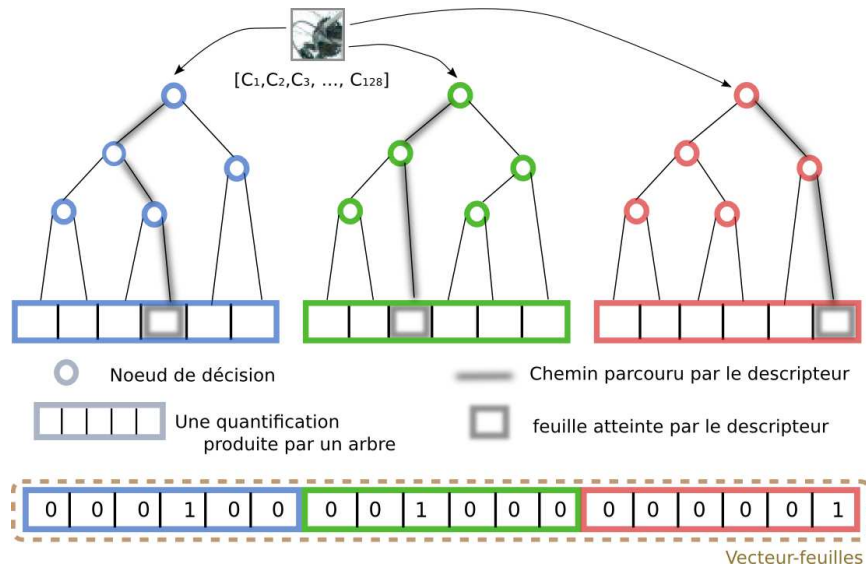 [C₁,C₂,C₃, ..., C₁₂₈]
Noeud de décision
Chemin parcouru par le descripteur
Une quantification
produite par un arbre
feuille atteinte par le descripteur
0 0 0 1 0 0 0 0 1 0 0 0 0 0 0 0 0 1
Vecteur-feuilles